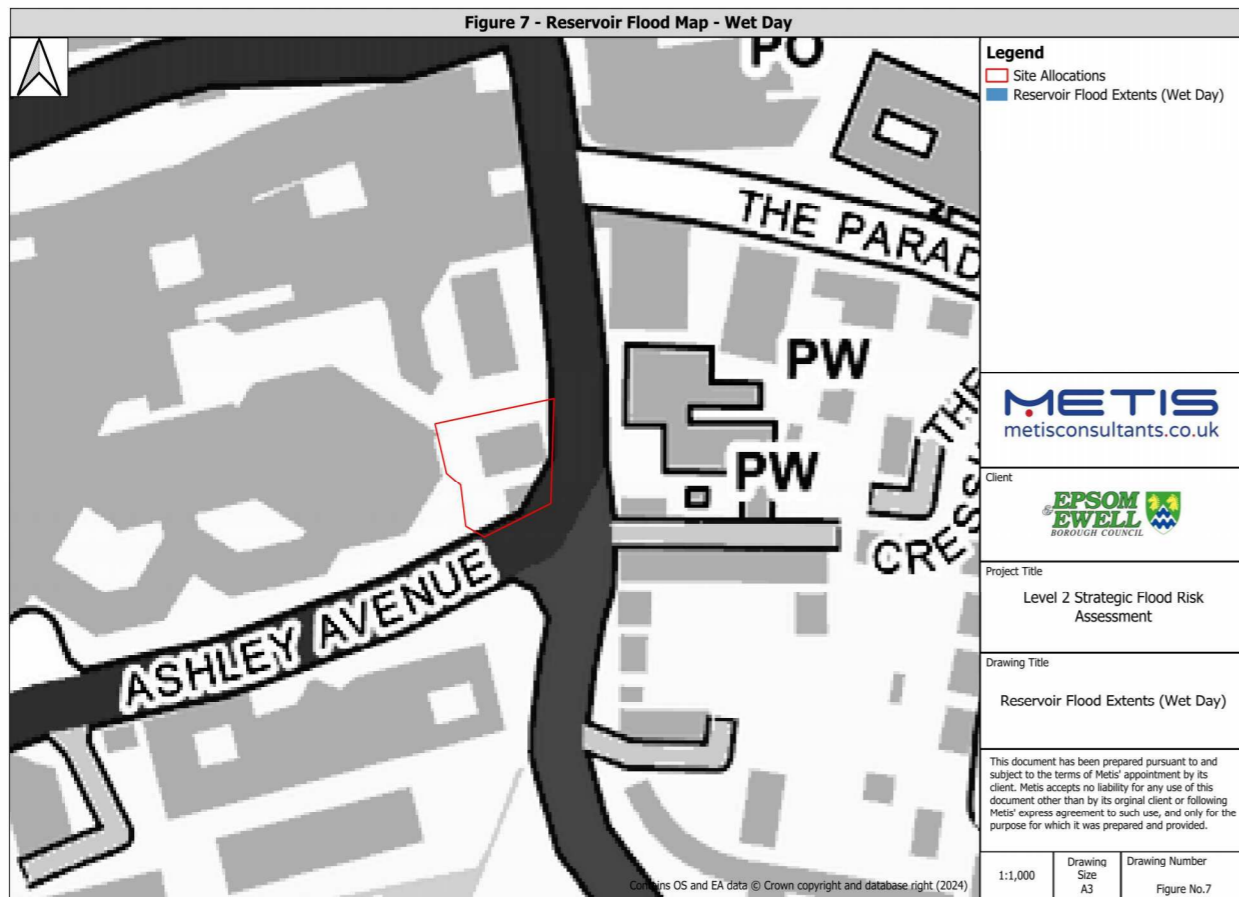 Figure 7 - Reservoir Flood Map - Wet Day
PO
THE PARAD
PW
THE
PW
CRES
ASHLEY AVENUE
Contains OS and EA data © Crown copyright and database right (2024)
Legend
Site Allocations
Reservoir Flood Extents (Wet Day)
METIS
metisconsultants.co.uk
Client
EPSOM
& EWELL
BOROUGH COUNCIL
Project Title
Level 2 Strategic Flood Risk
Assessment
Drawing Title
Reservoir Flood Extents (Wet Day)
This document has been prepared pursuant to and
subject to the terms of Metis' appointment by its
client. Metis accepts no liability for any use of this
document other than by its orginal client or following
Metis' express agreement to such use, and only for the
purpose for which it was prepared and provided.
1:1,000
Drawing
Size
A3
Drawing Number
Figure No.7